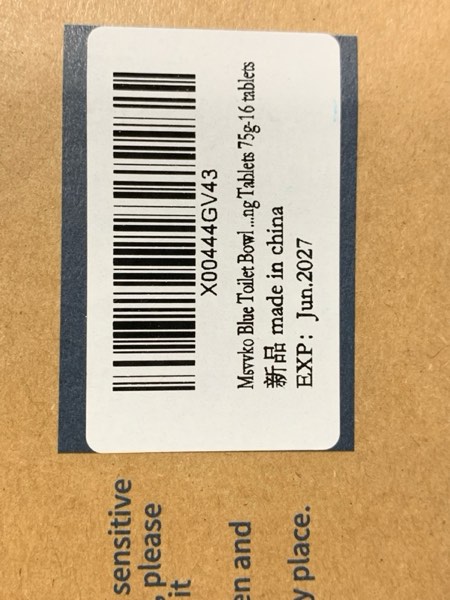 X00444GV43
Msvvko Blue Toilet Bowl...ng Tablets 75g-16 tablets
新品 made in china
EXP: Jun.2027
sensitive
, please
it
en and
y place.